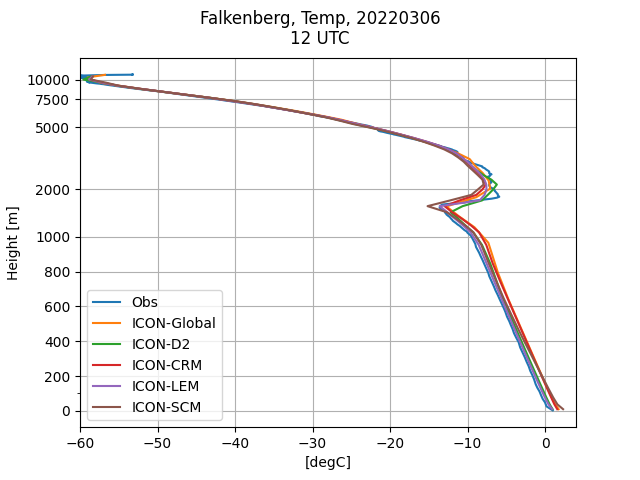 Falkenberg, Temp, 20220306
12 UTC
10000
7500
5000
2000
1000
800
600
400
200
0
Height [m]
Obs
ICON-Global
ICON-D2
ICON-CRM
ICON-LEM
ICON-SCM
−60 −50 −40 −30 −20 −10 0
[degC]